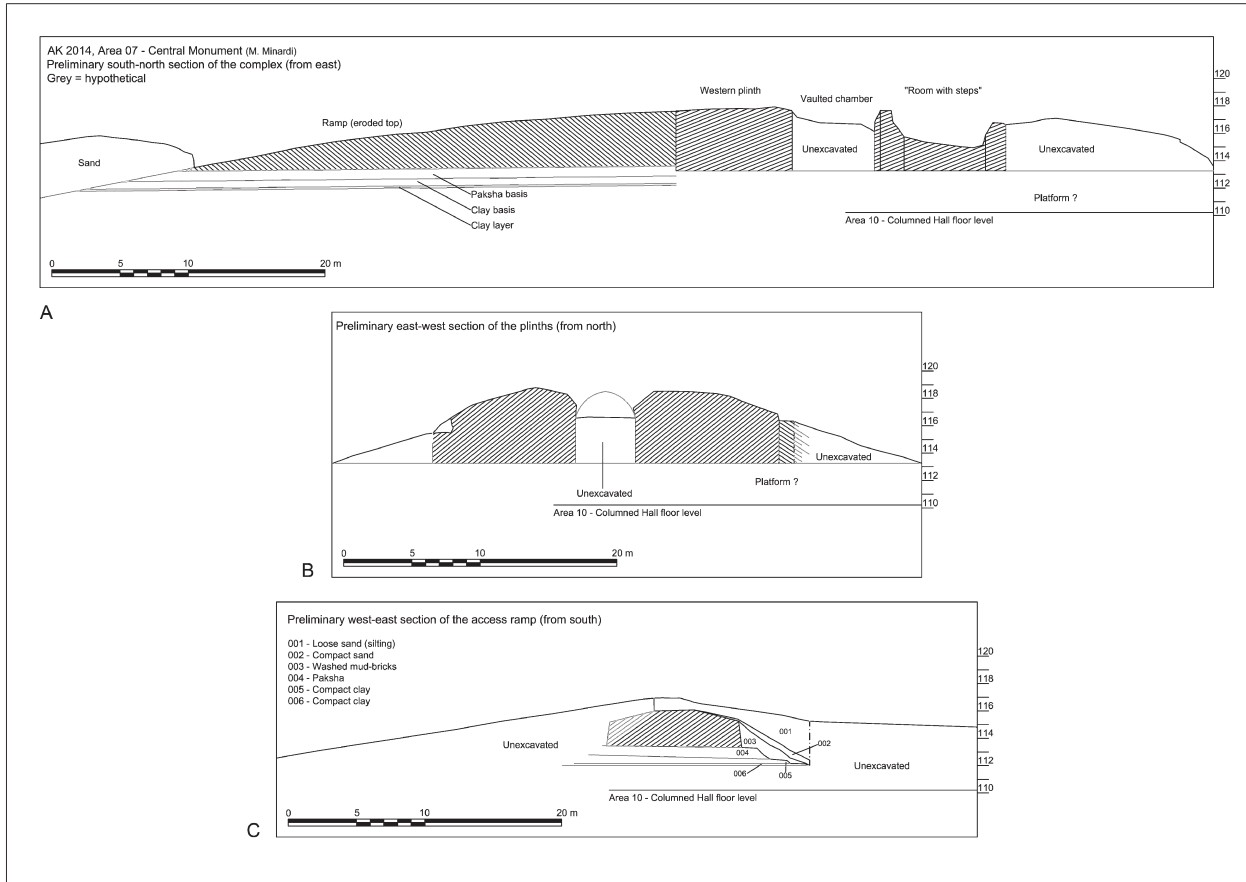 AK 2014, Area 07 - Central Monument (M. Minardi)
Preliminary south-north section of the complex (from east)
Grey = hypothetical
Western plinth
Vaulted chamber
"Room with steps"
Ramp (eroded top)
Sand
Unexcavated
Unexcavated
Paksha basis
Clay basis
Clay layer
Platform ?
Area 10 - Columned Hall floor level
120
118
116
114
112
110
0 5 10 20 m
A
Preliminary east-west section of the plinths (from north)
120
118
116
114
112
110
Unexcavated
Unexcavated
Platform ?
Area 10 - Columned Hall floor level
0 5 10 20 m
B
Preliminary west-east section of the access ramp (from south)
001 - Loose sand (silting)
002 - Compact sand
003 - Washed mud-bricks
004 - Paksha
005 - Compact clay
006 - Compact clay
120
118
116
114
112
110
Unexcavated
001
002
003
004
005
006
Unexcavated
Area 10 - Columned Hall floor level
0 5 10 20 m
C